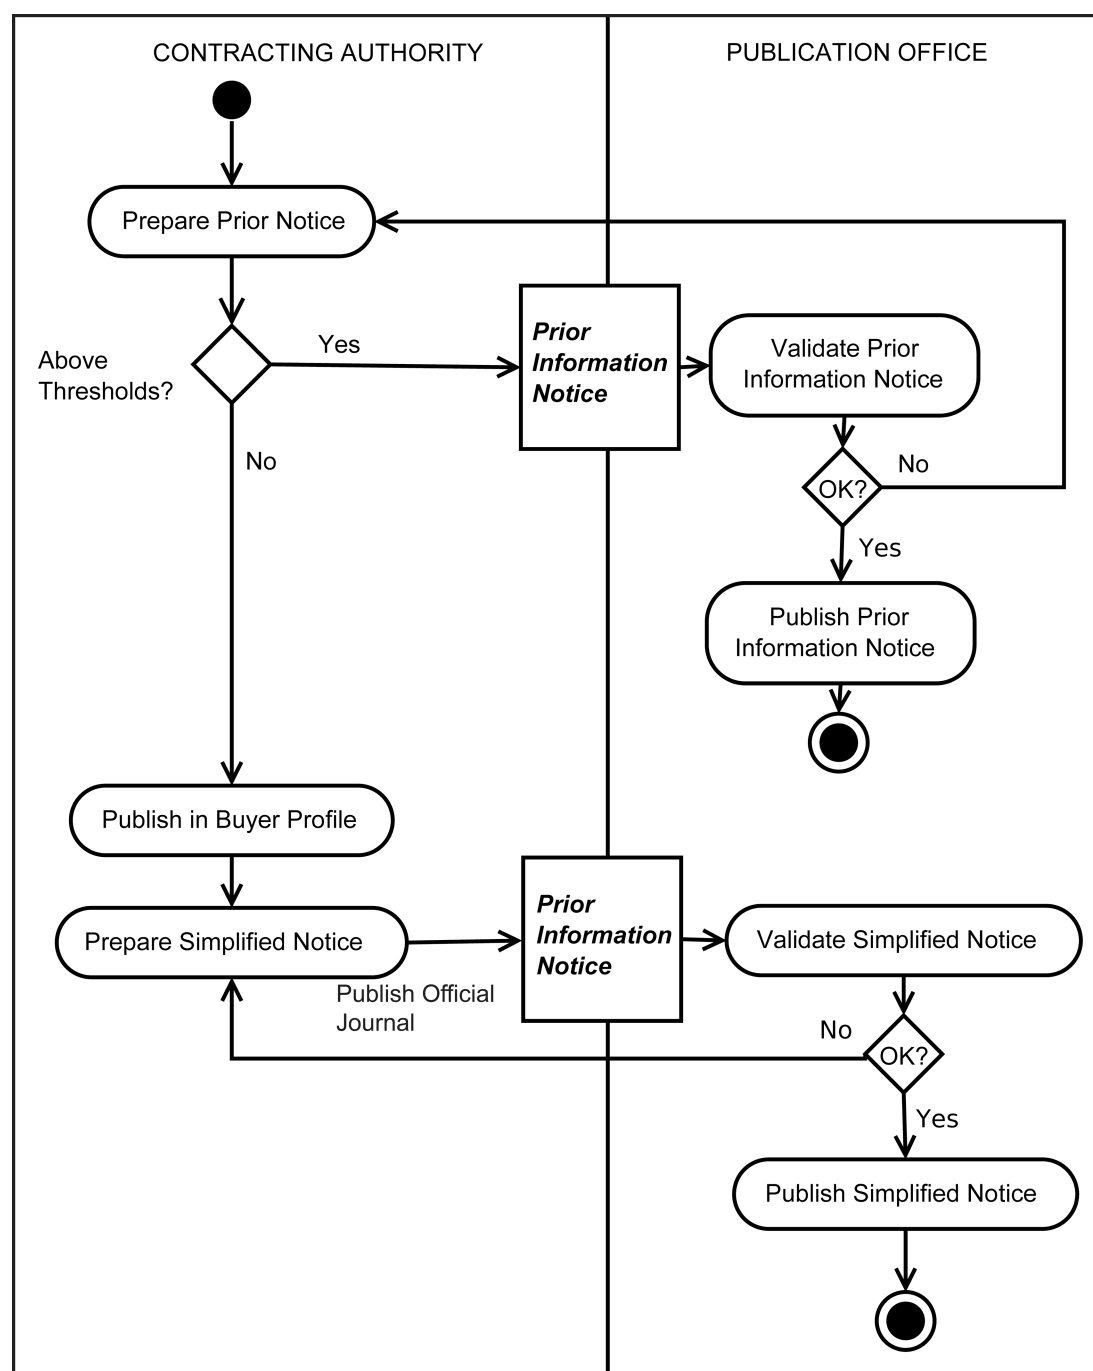 CONTRACTING AUTHORITY
PUBLICATION OFFICE
Prepare Prior Notice
Above
Thresholds?
Yes
No
Prior
Information
Notice
Validate Prior
Information Notice
OK?
No
Yes
Publish Prior
Information Notice
Publish in Buyer Profile
Prepare Simplified Notice
Publish Official
Journal
Prior
Information
Notice
Validate Simplified Notice
No
OK?
Yes
Publish Simplified Notice